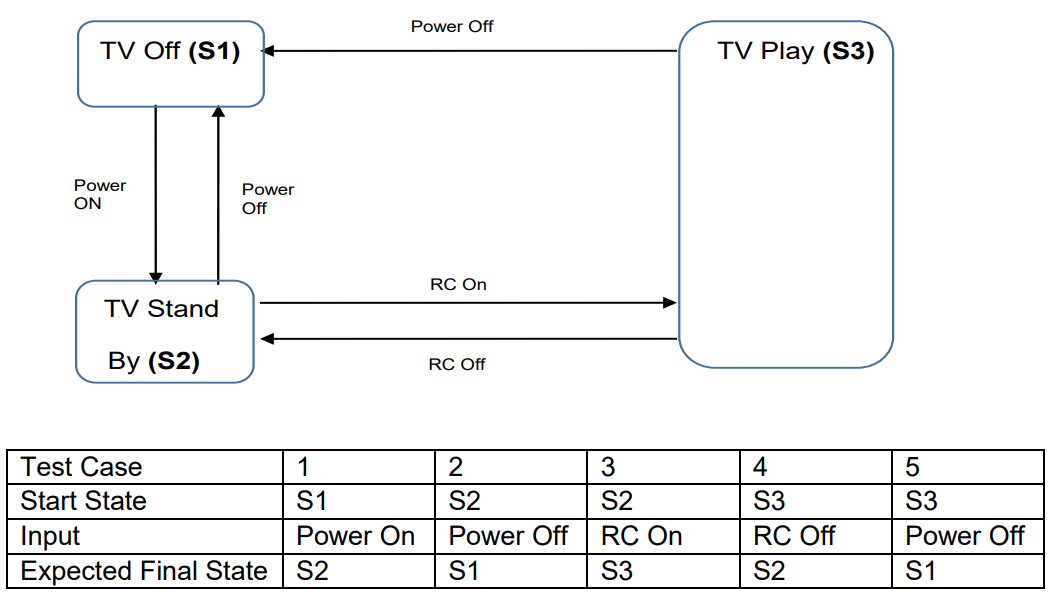 Power Off
TV Off (S1)
TV Play (S3)
Power
ON
Power
Off
RC On
TV Stand
By (S2)
RC Off
Test Case 1 2 3 4 5
Start State S1 S2 S2 S3 S3
Input Power On Power Off RC On RC Off Power Off
Expected Final State S2 S1 S3 S2 S1